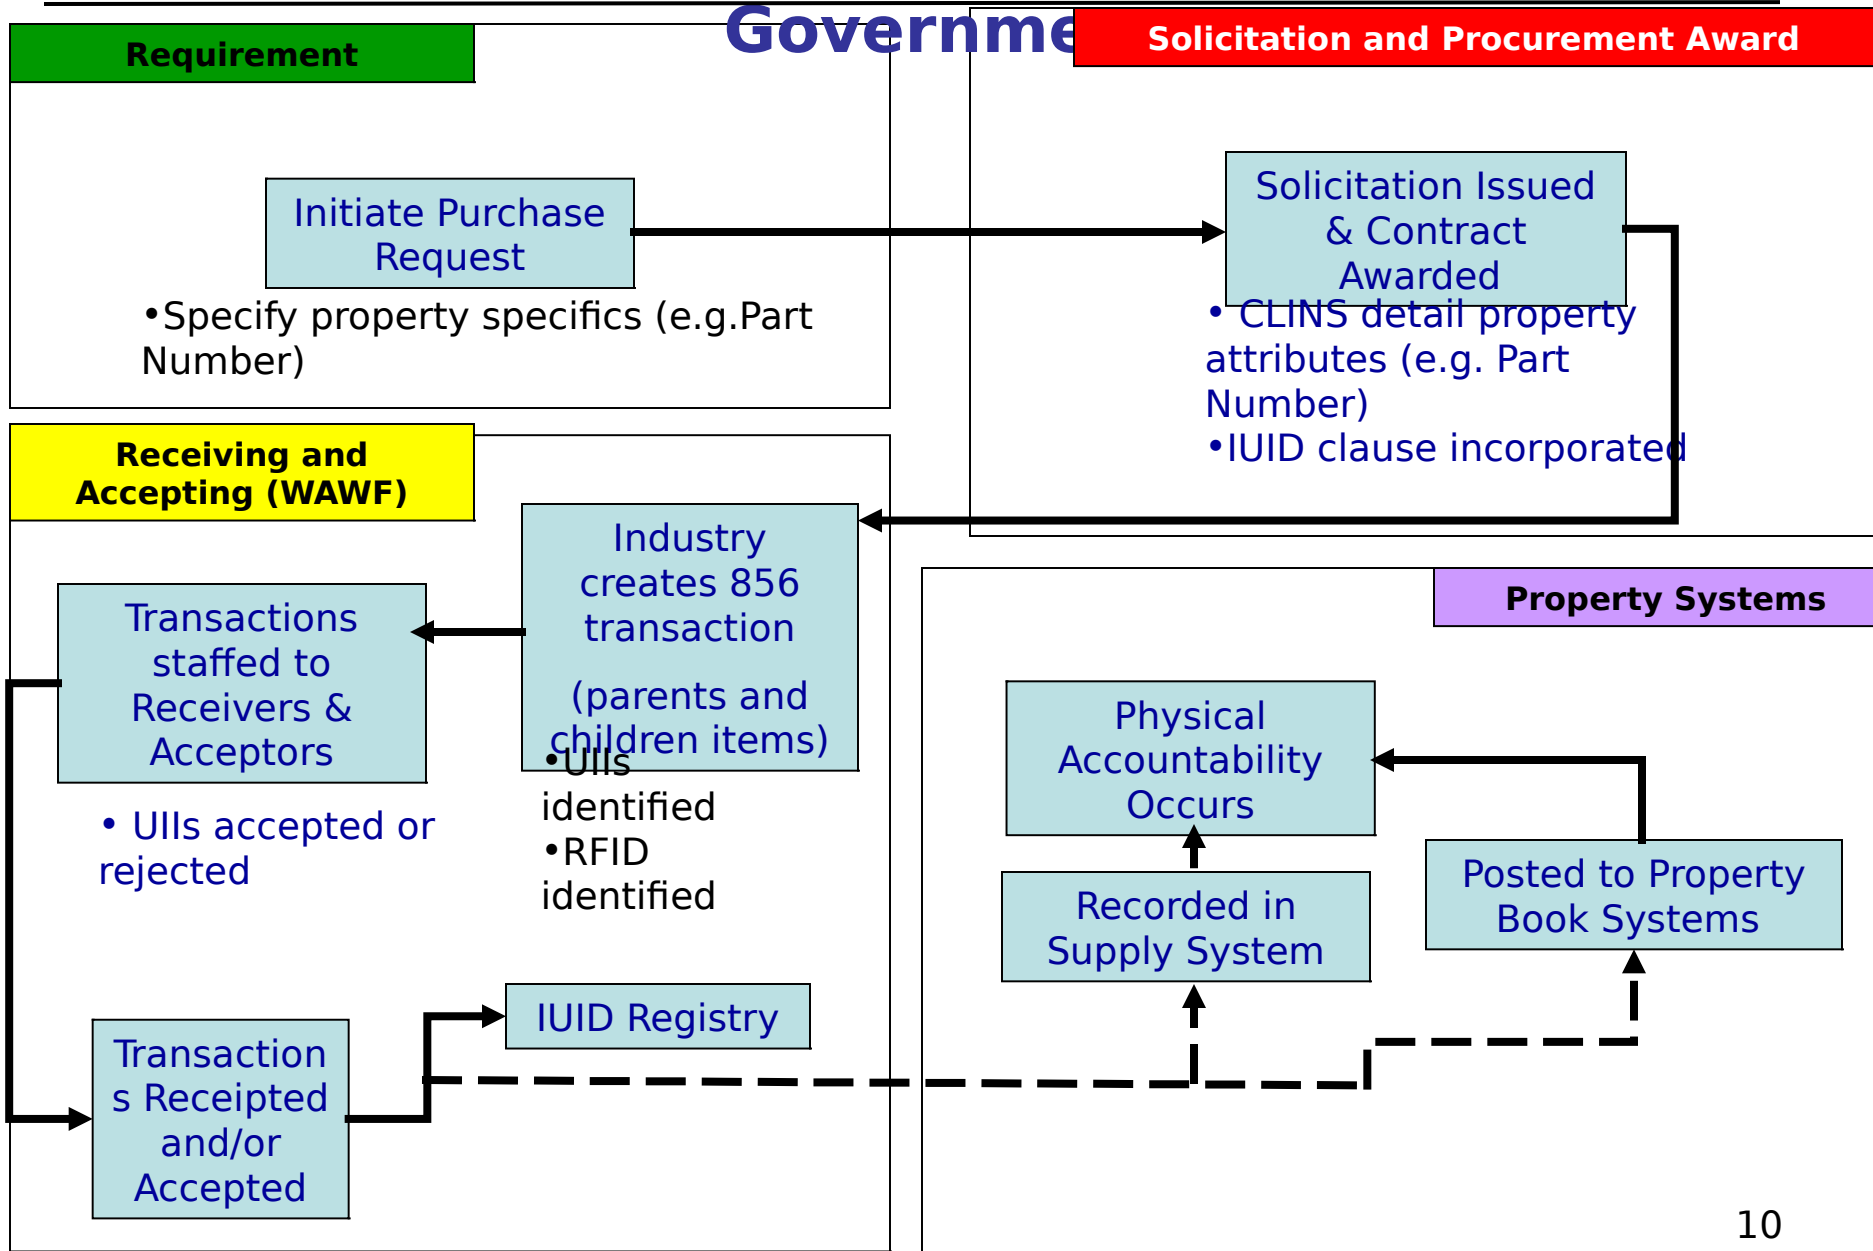 Requirement
Solicitation and Procurement Award
Initiate Purchase
Request
•Specify property specifics (e.g.Part
Number)
Solicitation Issued
& Contract
Awarded
• CLINS detail property
attributes (e.g. Part
Number)
•IUID clause incorporated
Receiving and
Accepting (WAWF)
Industry
creates 856
transaction
(parents and
children items)
•UIIs
identified
•RFID
identified
Transactions
staffed to
Receivers &
Acceptors
• UIIs accepted or
rejected
IUID Registry
Transaction
s Receipted
and/or
Accepted
Property Systems
Physical
Accountability
Occurs
Recorded in
Supply System
Posted to Property
Book Systems
10